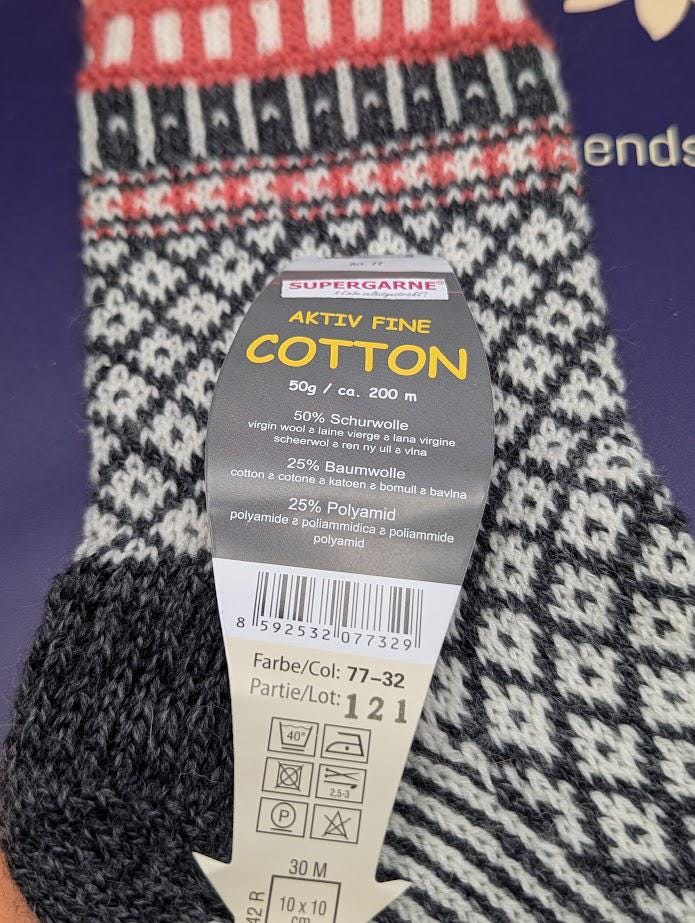 ends
Art. 77
SUPERGARNE®
AKTIV FINE
COTTON
50g / ca. 200 m
50% Schurwolle
virgin wool ƨ laine vierge ƨ lana virgine
scheerwol ƨ ren ny ull ƨ vlna
25% Baumwolle
cotton ƨ cotone ƨ katoen ƨ bomull ƨ bavlna
25% Polyamid
polyamide ƨ poliammidica ƨ poliammide
polyamid
8 592532 077329
Farbe/Col: 77-32
Partie/Lot: 121
40°
2,5-3
P
30 M
42 R
10 x 10
cm